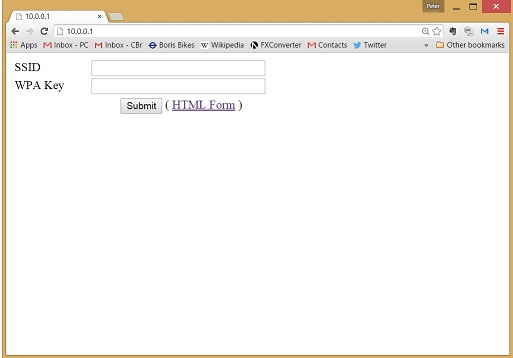 Peter
10.0.0.1
10.0.0.1
Apps Inbox - PC Inbox - CBr Boris Bikes W Wikipedia FXConverter Contacts Twitter » Other bookmarks
SSID
WPA Key
Submit ( HTML Form )